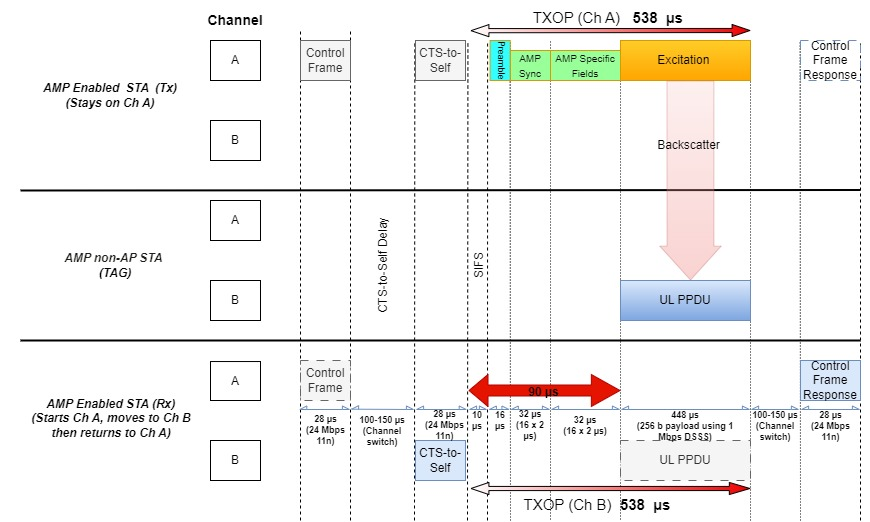 Channel
TXOP (Ch A) 538 µs
A
Control
Frame
CTS-to-
Self
Preamble
AMP
Sync
AMP Specific
Fields
Excitation
Control
Frame
Response
AMP Enabled STA (Tx)
(Stays on Ch A)
B
Backscatter
A
CTS-to-Self Delay
SIFS
AMP non-AP STA
(TAG)
B
UL PPDU
AMP Enabled STA (Rx)
(Starts Ch A, moves to Ch B
then returns to Ch A)
A
Control
Frame
90 µs
Control
Frame
Response
28 µs
(24 Mbps
11n)
100-150 µs
(Channel
switch)
28 µs
(24 Mbps
11n)
10
µs
16
µs
32 µs
(16 x 2
µs)
32 µs
(16 x 2 µs)
448 µs
(256 b payload using 1
Mbps DSSS)
100-150 µs
(Channel
switch)
28 µs
(24 Mbps
11n)
B
CTS-to-
Self
UL PPDU
TXOP (Ch B) 538 µs